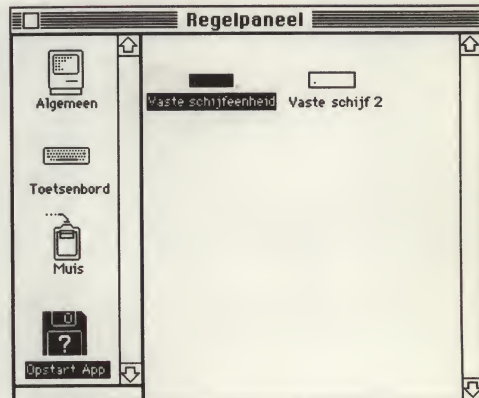 Regelpaneel
Algemeen
Toetsenbord
Muis
Opstart App
Vaste schijfeenheid Vaste schijf 2